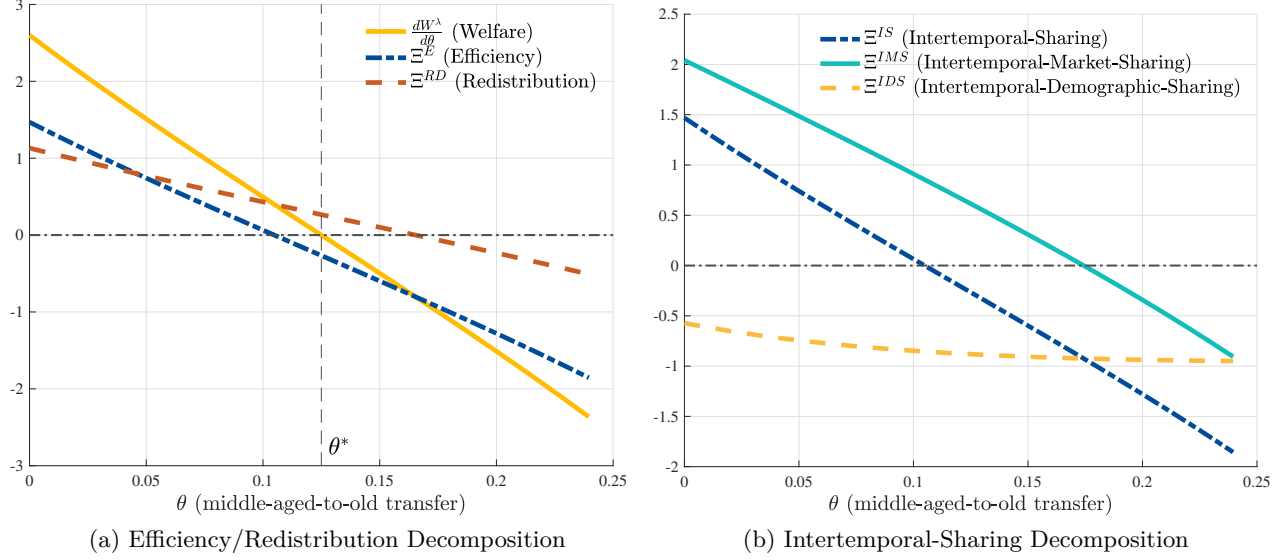 3
2
1
0
-1
-2
-3
0
0.05
0.1
0.15
0.2
0.25
dW^λ/dθ (Welfare)
Ξ^E (Efficiency)
Ξ^{RD} (Redistribution)
θ*
θ (middle-aged-to-old transfer)
(a) Efficiency/Redistribution Decomposition
2.5
2
1.5
1
0.5
0
-0.5
-1
-1.5
-2
0
0.05
0.1
0.15
0.2
0.25
Ξ^{IS} (Intertemporal-Sharing)
Ξ^{IMS} (Intertemporal-Market-Sharing)
Ξ^{IDS} (Intertemporal-Demographic-Sharing)
θ (middle-aged-to-old transfer)
(b) Intertemporal-Sharing Decomposition